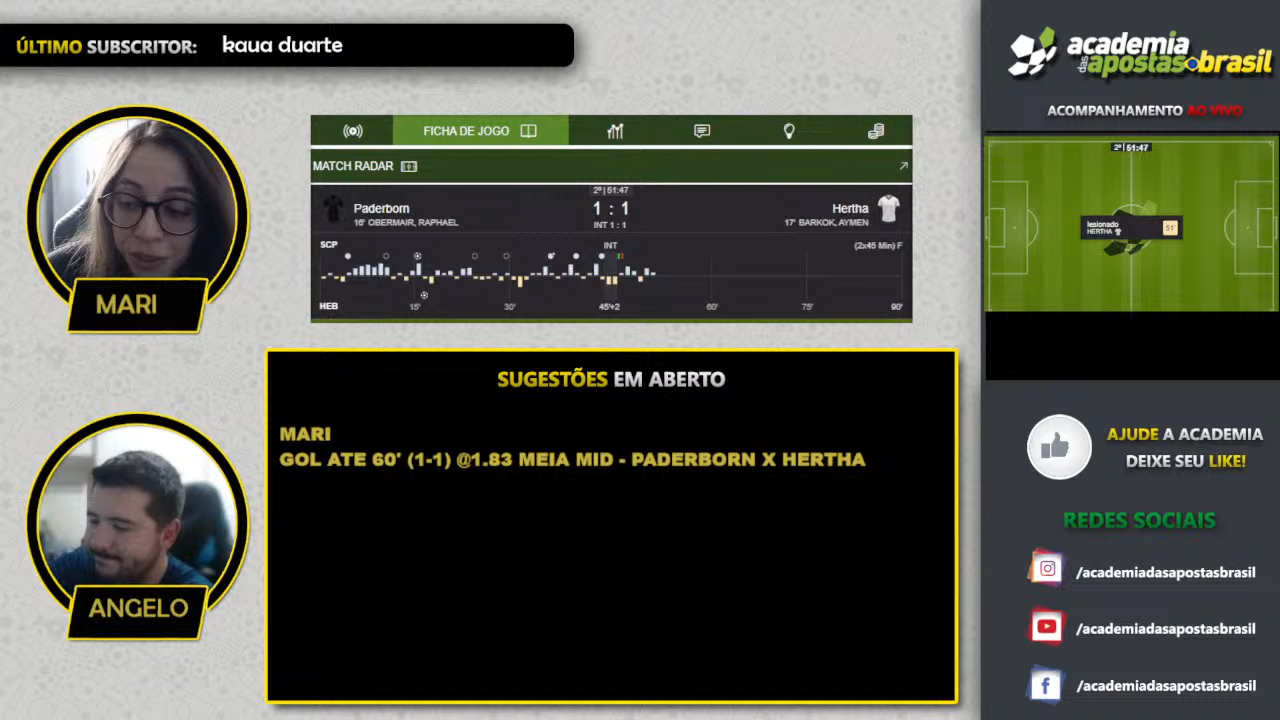 ÚLTIMO SUBSCRITOR: kaua duarte
MARI
ANGELO
FICHA DE JOGO
MATCH RADAR
2º | 51:47
Paderborn
1 : 1
Hertha
16' OBERMAIR, RAPHAEL
INT 1 : 1
17' BARKOK, AYMEN
SCP
INT
(2x45 Min) F
HEB
15'
30'
45'+2
60'
75'
90'
SUGESTÕES EM ABERTO
MARI
GOL ATE 60' (1-1) @1.83 MEIA MID - PADERBORN X HERTHA
academia
das apostas brasil
ACOMPANHAMENTO AO VIVO
2º | 51:47
lesionado
HERTHA
51'
AJUDE A ACADEMIA
DEIXE SEU LIKE!
REDES SOCIAIS
/academiadasapostasbrasil
/academiadasapostasbrasil
/academiadasapostasbrasil